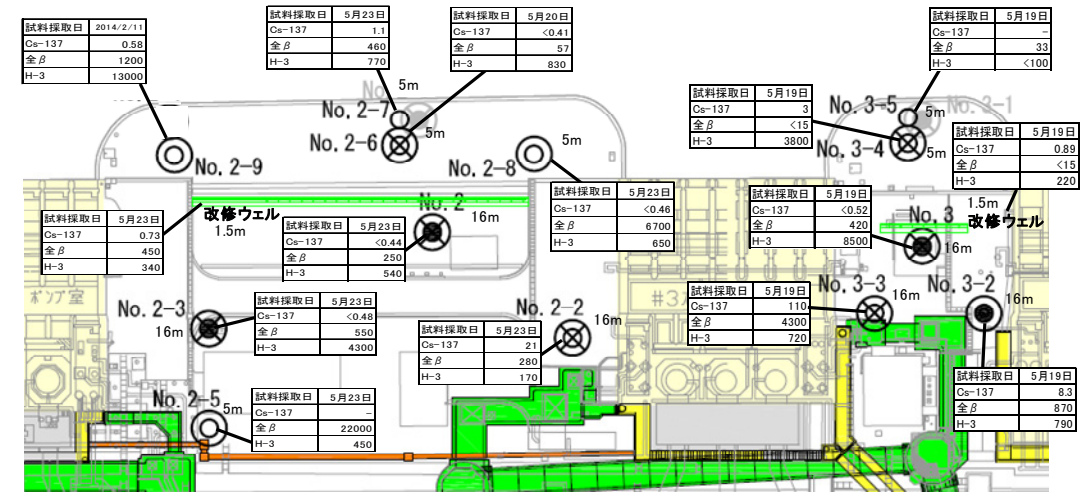 試料採取日 2014/2/11
Cs-137 0.58
全β 1200
H-3 13000
試料採取日 5月23日
Cs-137 1.1
全β 460
H-3 770
試料採取日 5月20日
Cs-137 <0.41
全β 57
H-3 830
試料採取日 5月19日
Cs-137 -
全β 33
H-3 <100
5m
No. 2-7
No. 2-6
5m
No. 2-9
No. 2-8
5m
試料採取日 5月19日
Cs-137 3
全β <15
H-3 3800
No. 3-5
5m
No. 3-1
No. 3-4
5m
試料採取日 5月19日
Cs-137 0.89
全β <15
H-3 220
改修ウェル
1.5m
No. 2
16m
試料採取日 5月23日
Cs-137 0.73
全β 450
H-3 340
試料採取日 5月23日
Cs-137 <0.44
全β 250
H-3 540
試料採取日 5月23日
Cs-137 <0.46
全β 6700
H-3 650
試料採取日 5月19日
Cs-137 <0.52
全β 420
H-3 8500
1.5m
改修ウェル
No. 3
16m
ポンプ室
No. 2-3
16m
試料採取日 5月23日
Cs-137 <0.48
全β 550
H-3 4300
No. 2-2
16m
試料採取日 5月23日
Cs-137 21
全β 280
H-3 170
試料採取日 5月19日
Cs-137 110
全β 4300
H-3 720
No. 3-3
16m
No. 3-2
16m
試料採取日 5月19日
Cs-137 8.3
全β 870
H-3 790
No. 2-5
5m
試料採取日 5月23日
Cs-137 -
全β 22000
H-3 450